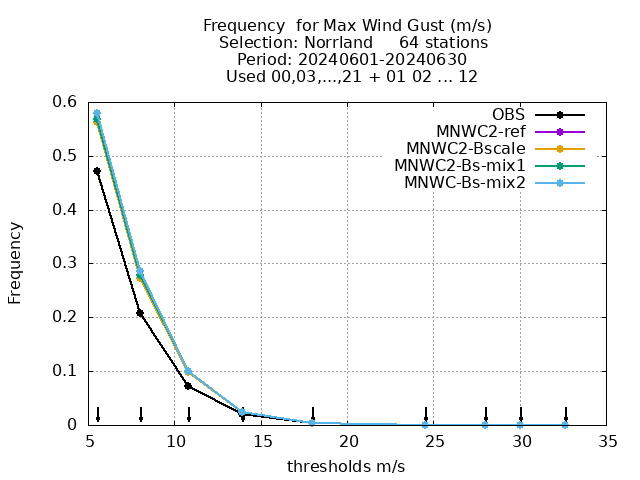 Frequency  for Max Wind Gust (m/s)
Selection: Norrland     64 stations
Period: 20240601-20240630
Used 00,03,...,21 + 01 02 ... 12
OBS
MNWC2-ref
MNWC2-Bscale
MNWC2-Bs-mix1
MNWC-Bs-mix2
0.6
0.5
0.4
0.3
0.2
0.1
0
Frequency
5 10 15 20 25 30 35
thresholds m/s